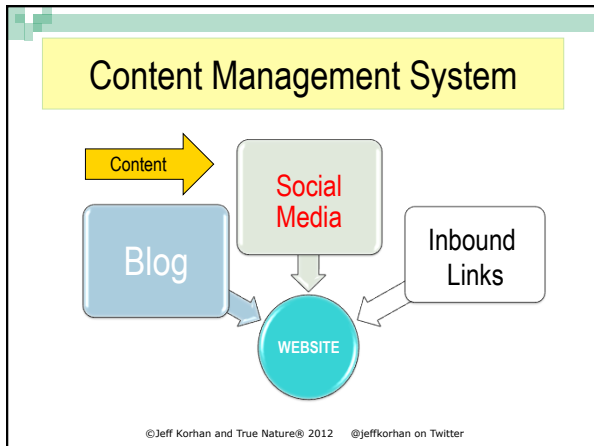 Content Management System
Content
Social
Media
Blog
Inbound
Links
WEBSITE
©Jeff Korhan and True Nature® 2012 @jeffkorhan on Twitter